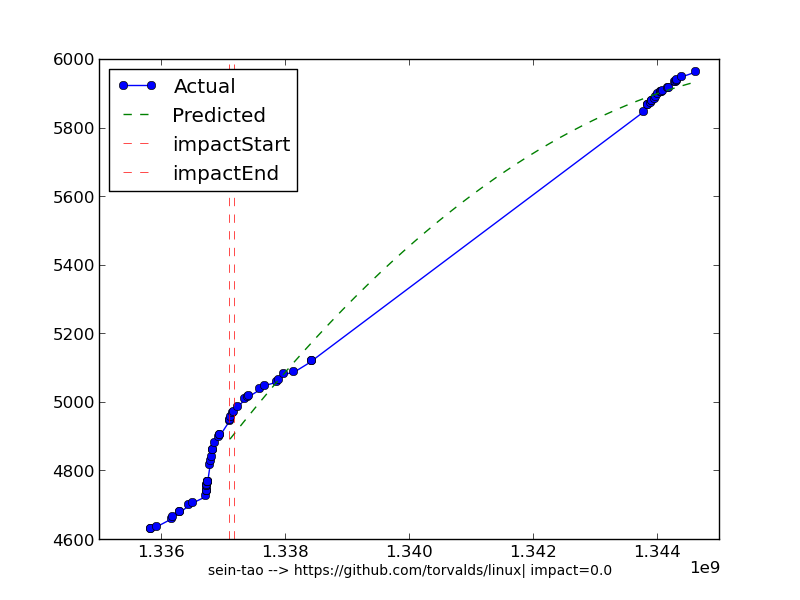 6000
5800
5600
5400
5200
5000
4800
4600
Actual
Predicted
impactStart
impactEnd
1.336 1.338 1.340 1.342 1.344
1e9
sein-tao --> https://github.com/torvalds/linux| impact=0.0